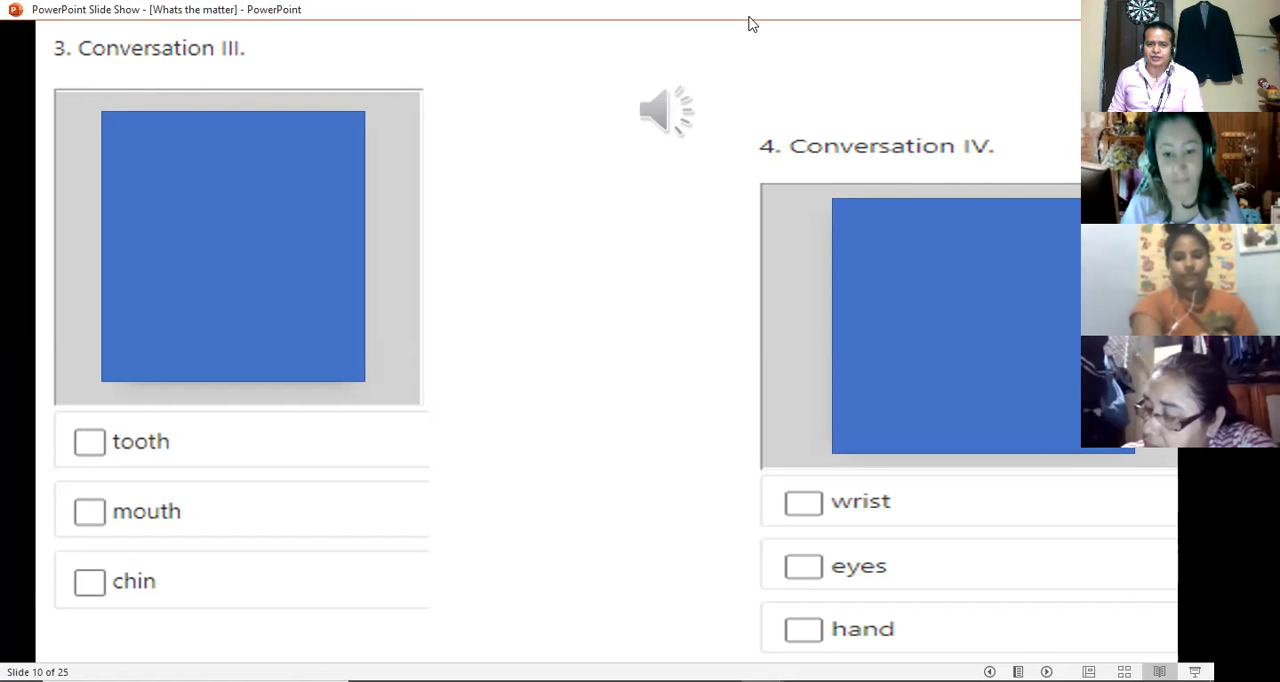 PowerPoint Slide Show - [Whats the matter] - PowerPoint
3. Conversation III.
tooth
mouth
chin
4. Conversation IV.
wrist
eyes
hand
Slide 10 of 25